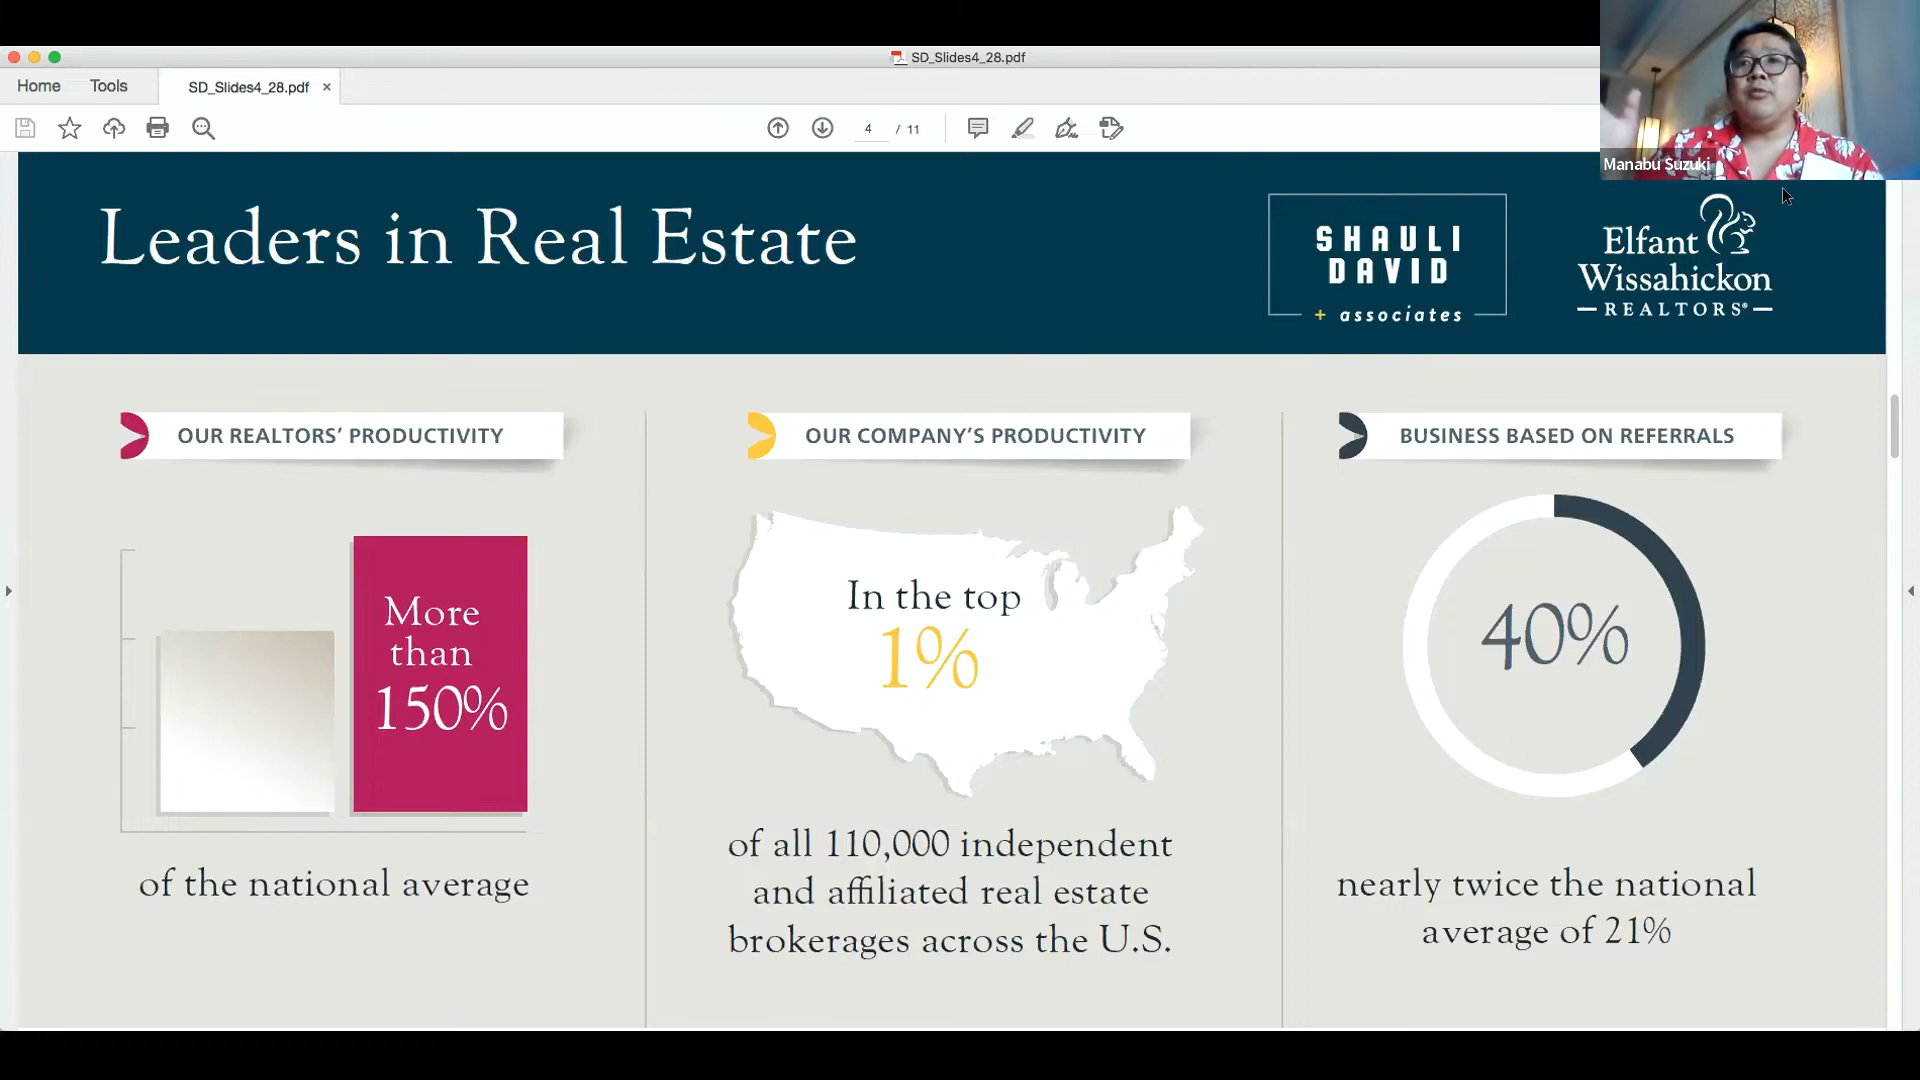 SD_Slides4_28.pdf
Home Tools SD_Slides4_28.pdf ×
4 / 11
Manabu Suzuki
Leaders in Real Estate
SHAULI
DAVID
+ associates
Elfant
Wissahickon
REALTORS®
OUR REALTORS’ PRODUCTIVITY
More
than
150%
of the national average
OUR COMPANY’S PRODUCTIVITY
In the top
1%
of all 110,000 independent
and affiliated real estate
brokerages across the U.S.
BUSINESS BASED ON REFERRALS
40%
nearly twice the national
average of 21%